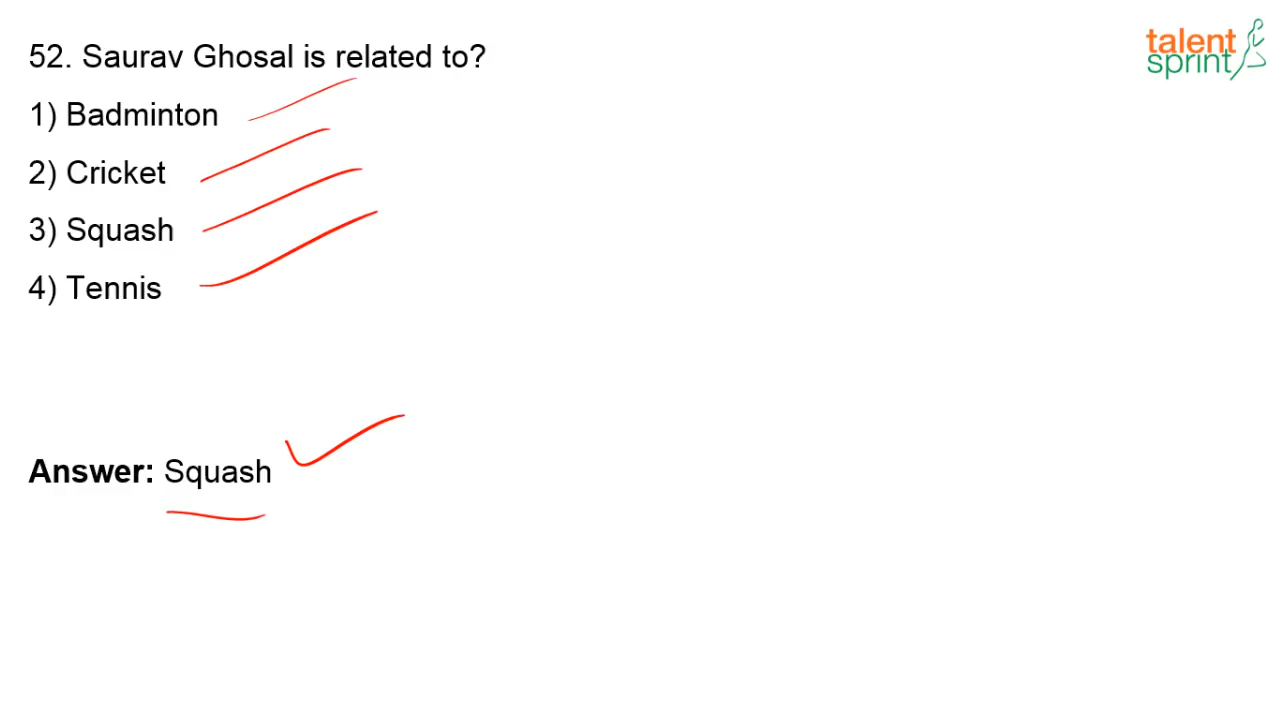 52. Saurav Ghosal is related to?
1) Badminton
2) Cricket
3) Squash
4) Tennis
Answer: Squash
talent
sprint